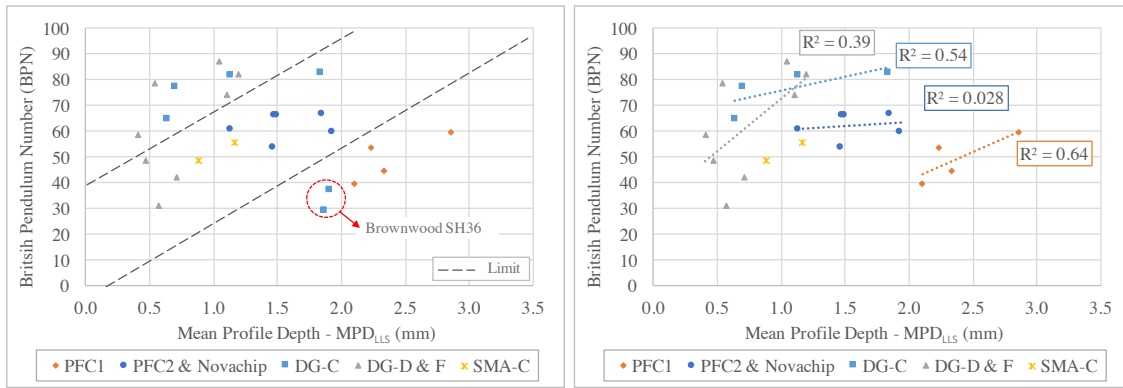 Britsih Pendulum Number (BPN)
100
90
80
70
60
50
40
30
20
10
0
Brownwood SH36
Limit
0.0 0.5 1.0 1.5 2.0 2.5 3.0 3.5
Mean Profile Depth - MPDLLS (mm)
PFC1 PFC2 & Novachip DG-C DG-D & F SMA-C
Britsih Pendulum Number (BPN)
100
90
80
70
60
50
40
30
20
10
0
R² = 0.39
R² = 0.54
R² = 0.028
R² = 0.64
0.0 0.5 1.0 1.5 2.0 2.5 3.0 3.5
Mean Profile Depth - MPDLLS (mm)
PFC1 PFC2 & Novachip DG-C DG-D & F SMA-C